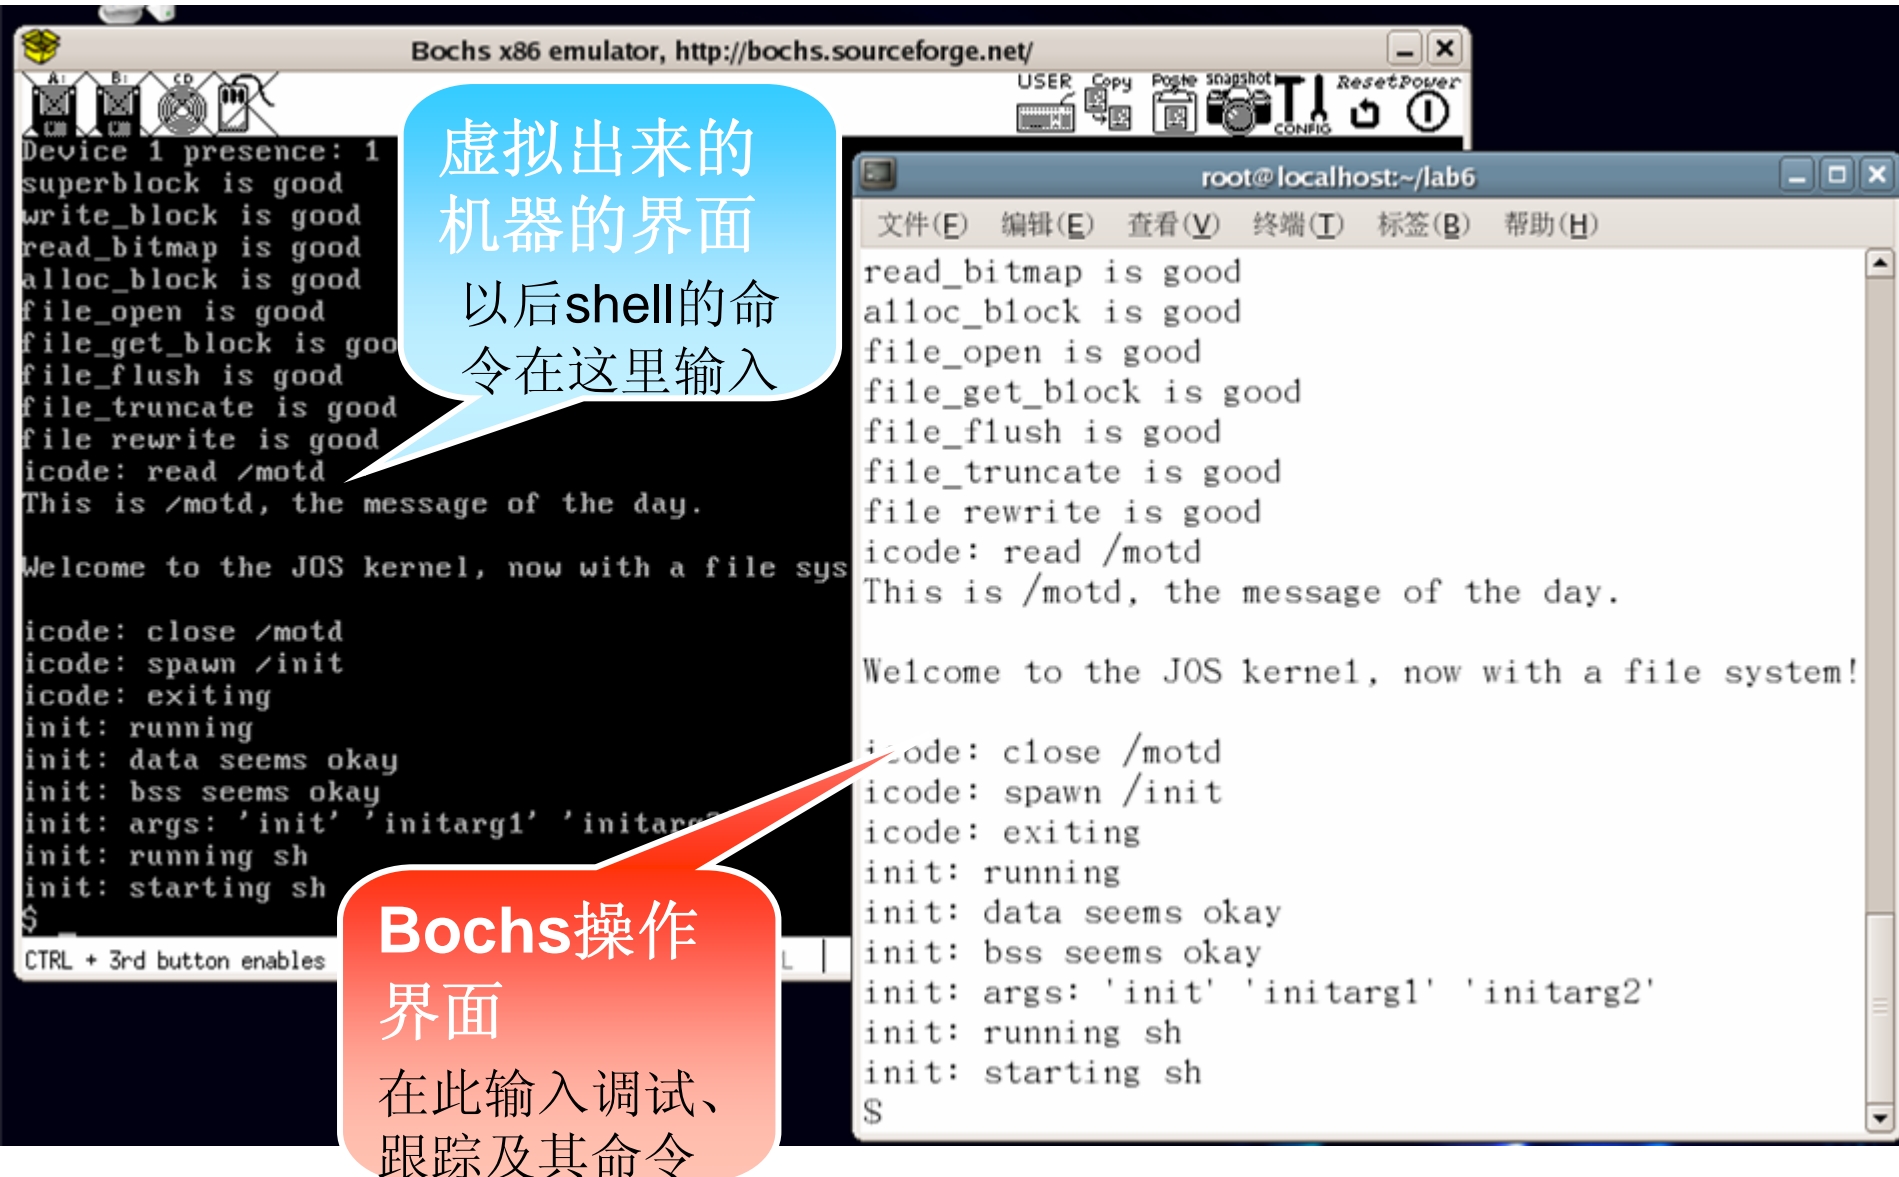 Bochs x86 emulator, http://bochs.sourceforge.net/
A: B: CD
USER Copy Paste snapshot CONFIG Reset Power
Device 1 presence: 1
superblock is good
write_block is good
read_bitmap is good
alloc_block is good
file_open is good
file_get_block is goo
file_flush is good
file_truncate is good
file rewrite is good
icode: read /motd
This is /motd, the message of the day.
Welcome to the JOS kernel, now with a file sys
icode: close /motd
icode: spawn /init
icode: exiting
init: running
init: data seems okay
init: bss seems okay
init: args: 'init' 'initarg1' 'initarg
init: running sh
init: starting sh
$ _
CTRL + 3rd button enables
L
虚拟出来的
机器的界面
以后shell的命
令在这里输入
root@localhost:~/lab6
文件(F) 编辑(E) 查看(V) 终端(T) 标签(B) 帮助(H)
read_bitmap is good
alloc_block is good
file_open is good
file_get_block is good
file_flush is good
file_truncate is good
file rewrite is good
icode: read /motd
This is /motd, the message of the day.
Welcome to the JOS kernel, now with a file system!
icode: close /motd
icode: spawn /init
icode: exiting
init: running
init: data seems okay
init: bss seems okay
init: args: 'init' 'initarg1' 'initarg2'
init: running sh
init: starting sh
$
Bochs操作
界面
在此输入调试、
跟踪及其命令